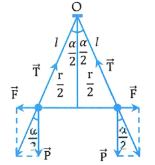 O
l α/2 α/2 l
T⃗ r/2 r/2 T⃗
F⃗ F⃗
α/2 α/2
P⃗ P⃗